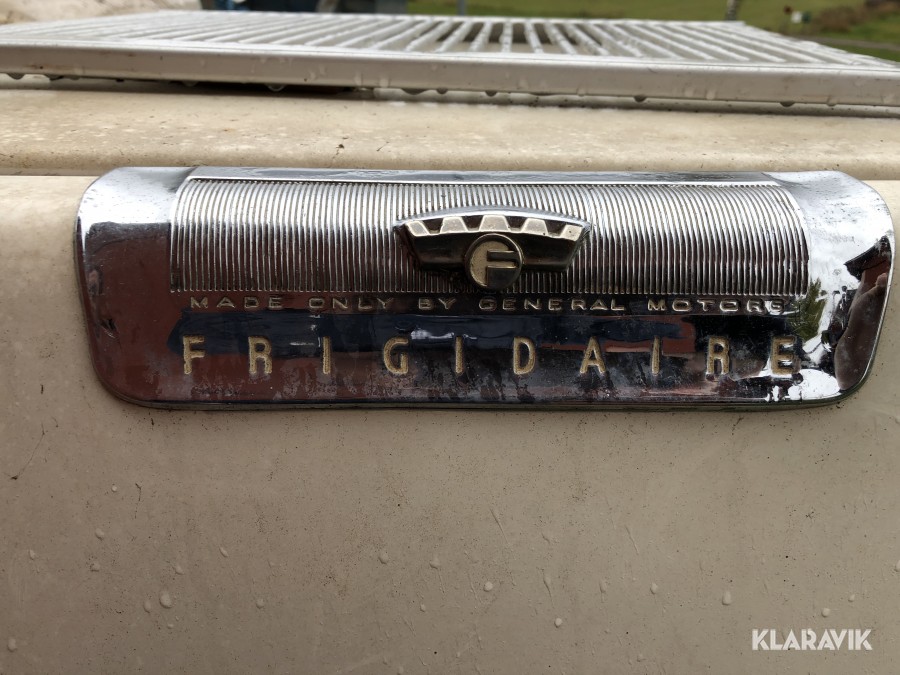 F
MADE ONLY BY GENERAL MOTORS
FRIGIDAIRE
KLARAVIK